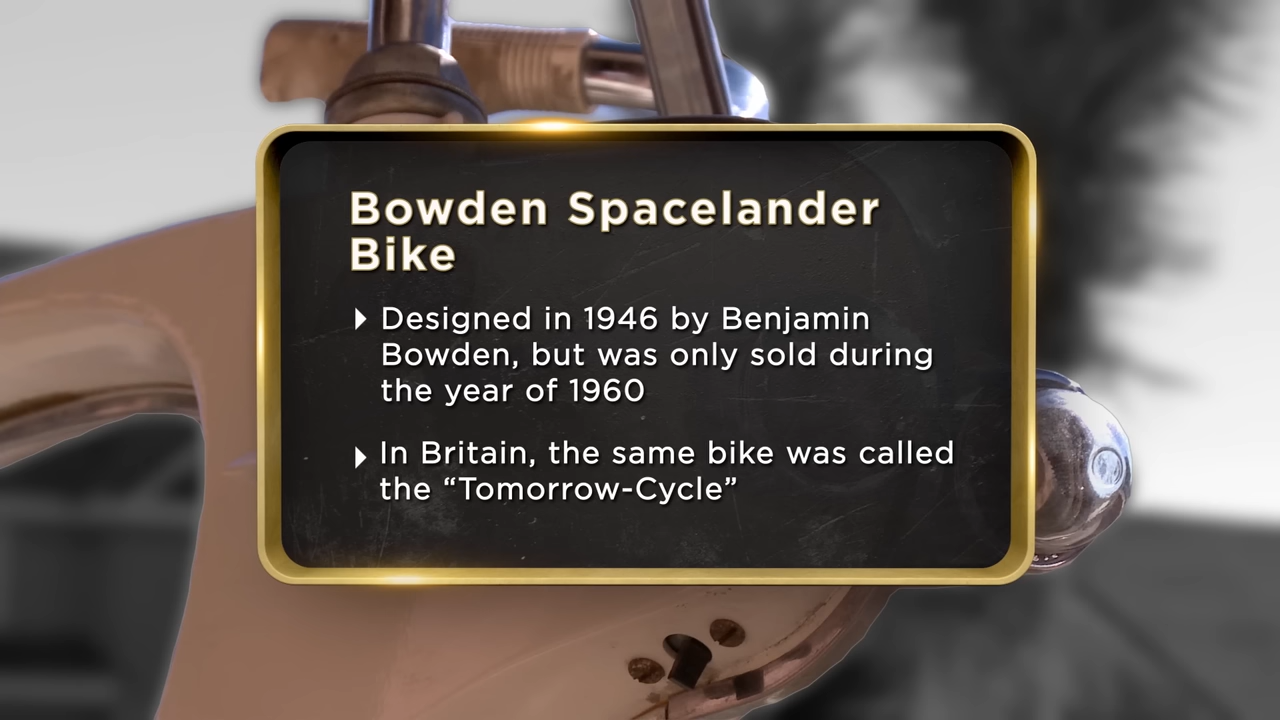 Bowden Spacelander
Bike
Designed in 1946 by Benjamin
Bowden, but was only sold during
the year of 1960
In Britain, the same bike was called
the “Tomorrow-Cycle”